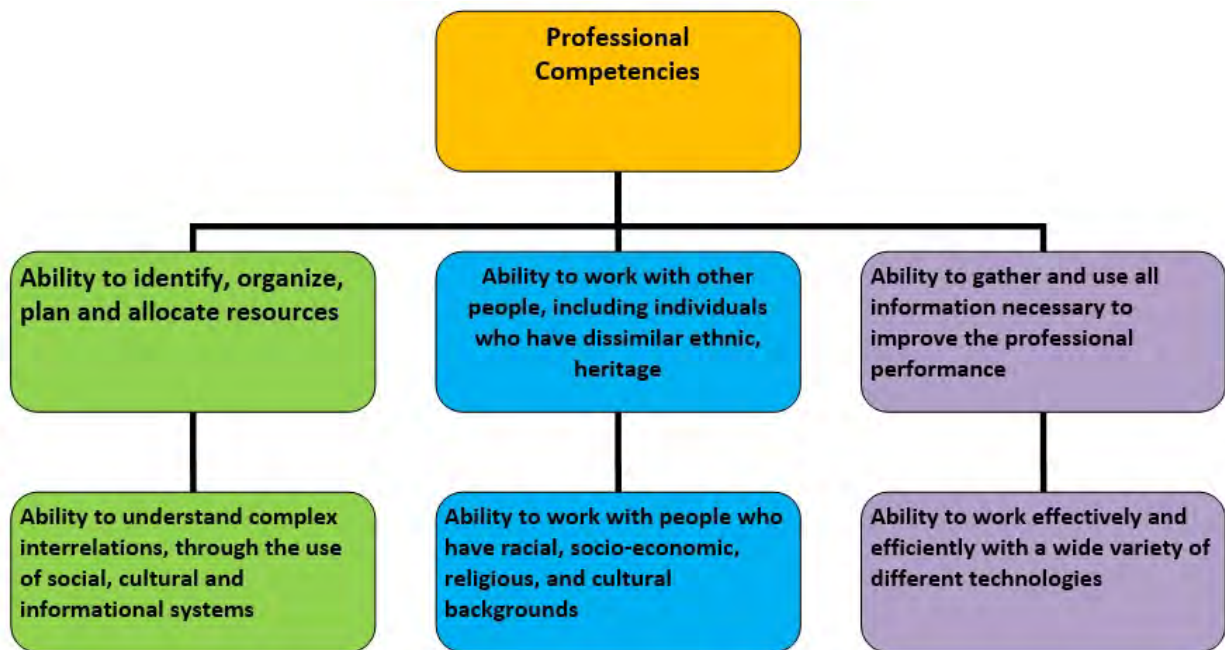 Professional
Competencies
Ability to identify, organize,
plan and allocate resources
Ability to work with other
people, including individuals
who have dissimilar ethnic,
heritage
Ability to gather and use all
information necessary to
improve the professional
performance
Ability to understand complex
interrelations, through the use
of social, cultural and
informational systems
Ability to work with people who
have racial, socio-economic,
religious, and cultural
backgrounds
Ability to work effectively and
efficiently with a wide variety of
different technologies